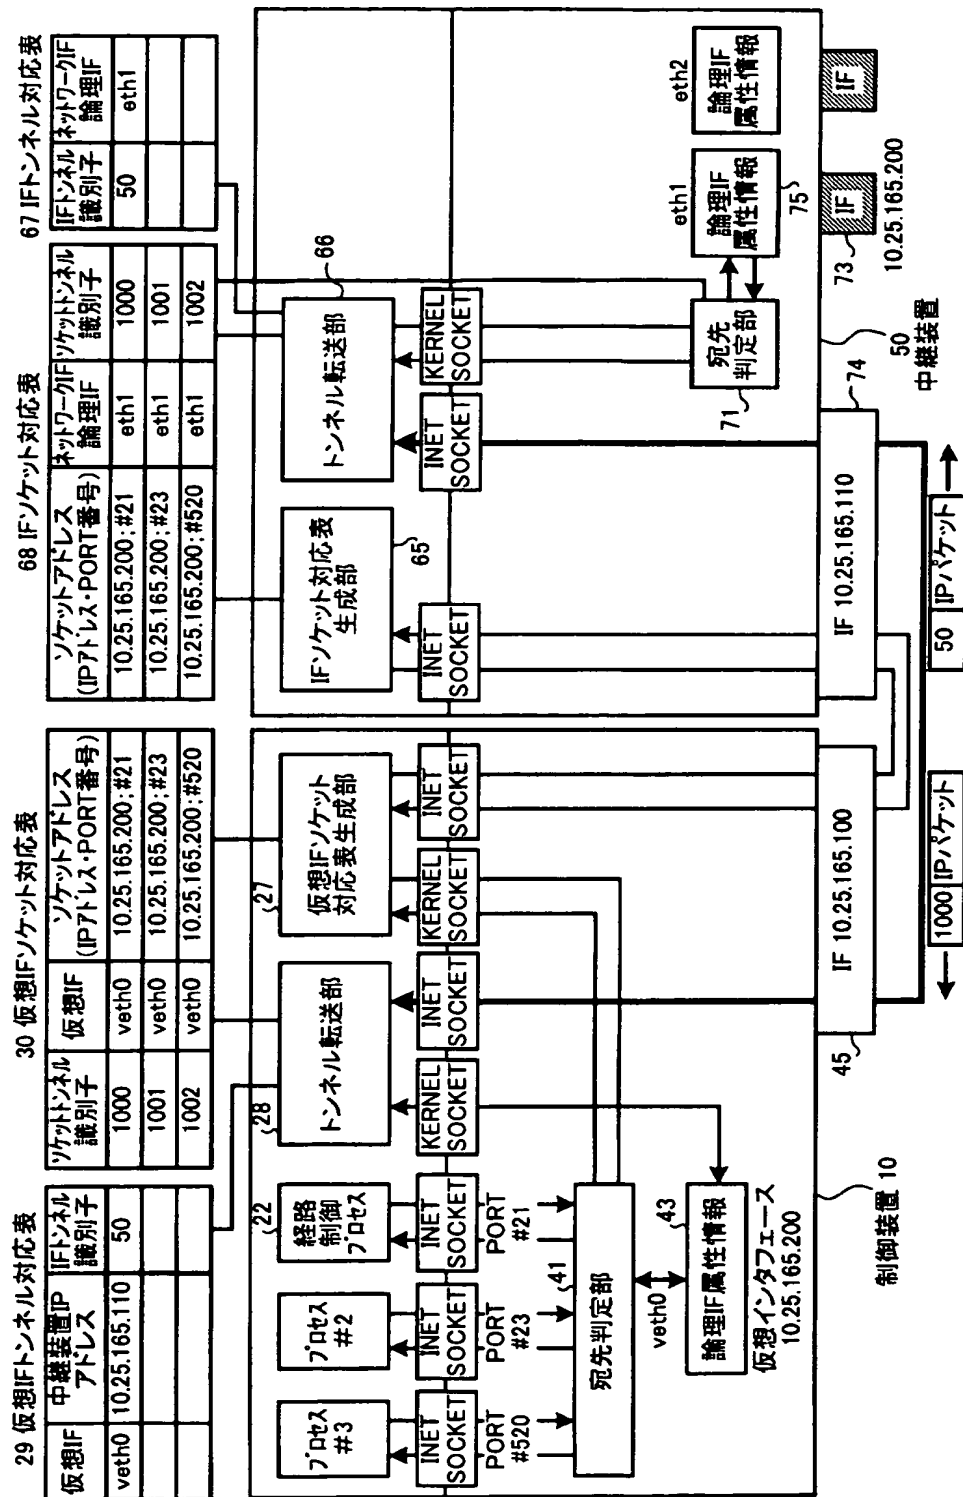 29 仮想IFトンネル対応表
仮想IF
中継装置IP
アドレス
IFトンネル
識別子
veth0
10.25.165.110
50
30 仮想IFソケット対応表
ソケットトンネル
識別子
仮想IF
ソケットアドレス
(IPアドレス・PORT番号)
1000
veth0
10.25.165.200;#21
1001
veth0
10.25.165.200;#23
1002
veth0
10.25.165.200;#520
68 IFソケット対応表
ソケットアドレス
(IPアドレス・PORT番号)
ネットワークIF
論理IF
ソケットトンネル
識別子
10.25.165.200;#21
eth1
1000
10.25.165.200;#23
eth1
1001
10.25.165.200;#520
eth1
1002
67 IFトンネル対応表
IFトンネル
識別子
ネットワークIF
論理IF
50
eth1
プロセス
#3
プロセス
#2
経路
制御
プロセス
22
トンネル転送部
28
仮想IFソケット
対応表生成部
27
IFソケット対応表
生成部
65
トンネル転送部
66
INET
SOCKET
INET
SOCKET
INET
SOCKET
KERNEL
SOCKET
INET
SOCKET
KERNEL
SOCKET
INET
SOCKET
INET
SOCKET
INET
SOCKET
KERNEL
SOCKET
PORT
#520
PORT
#23
PORT
#21
宛先判定部
41
veth0
論理IF属性情報
43
仮想インタフェース
10.25.165.200
宛先
判定部
71
eth1
論理IF
属性情報
75
eth2
論理IF
属性情報
制御装置 10
45
IF 10.25.165.100
IF 10.25.165.110
74
50
中継装置
IF
73
10.25.165.200
IF
1000
IPパケット
50
IPパケット